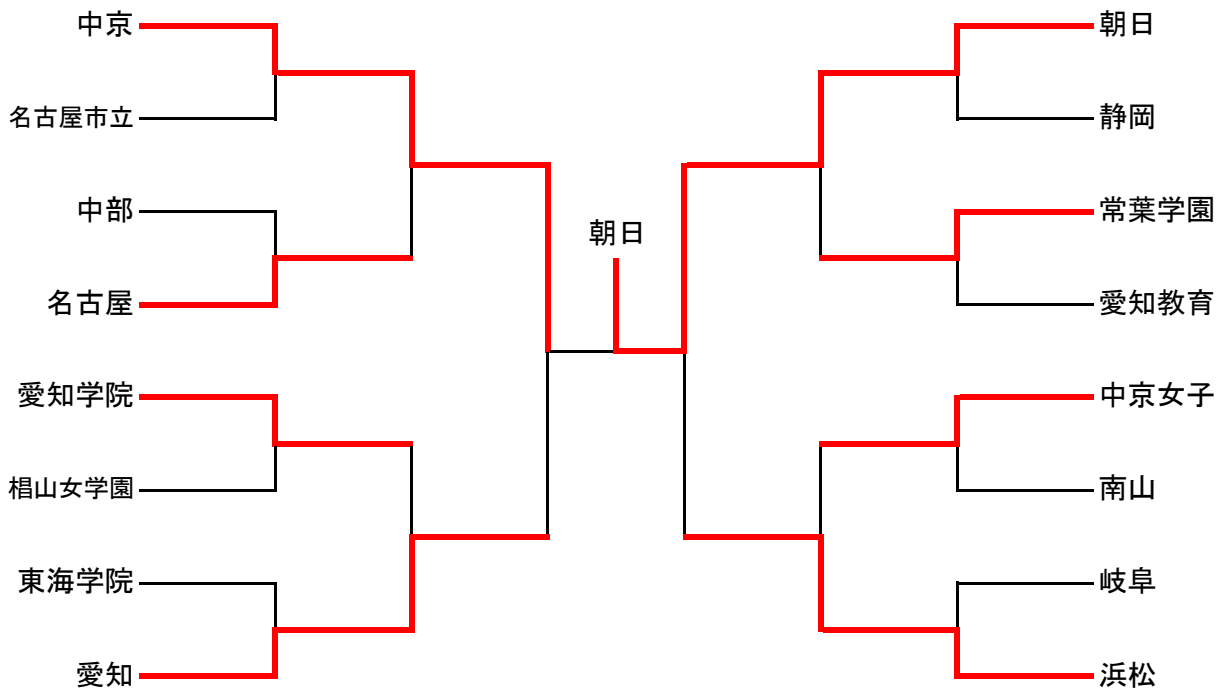 中京
名古屋市立
中部
名古屋
愛知学院
椙山女学園
東海学院
愛知
朝日
朝日
静岡
常葉学園
愛知教育
中京女子
南山
岐阜
浜松